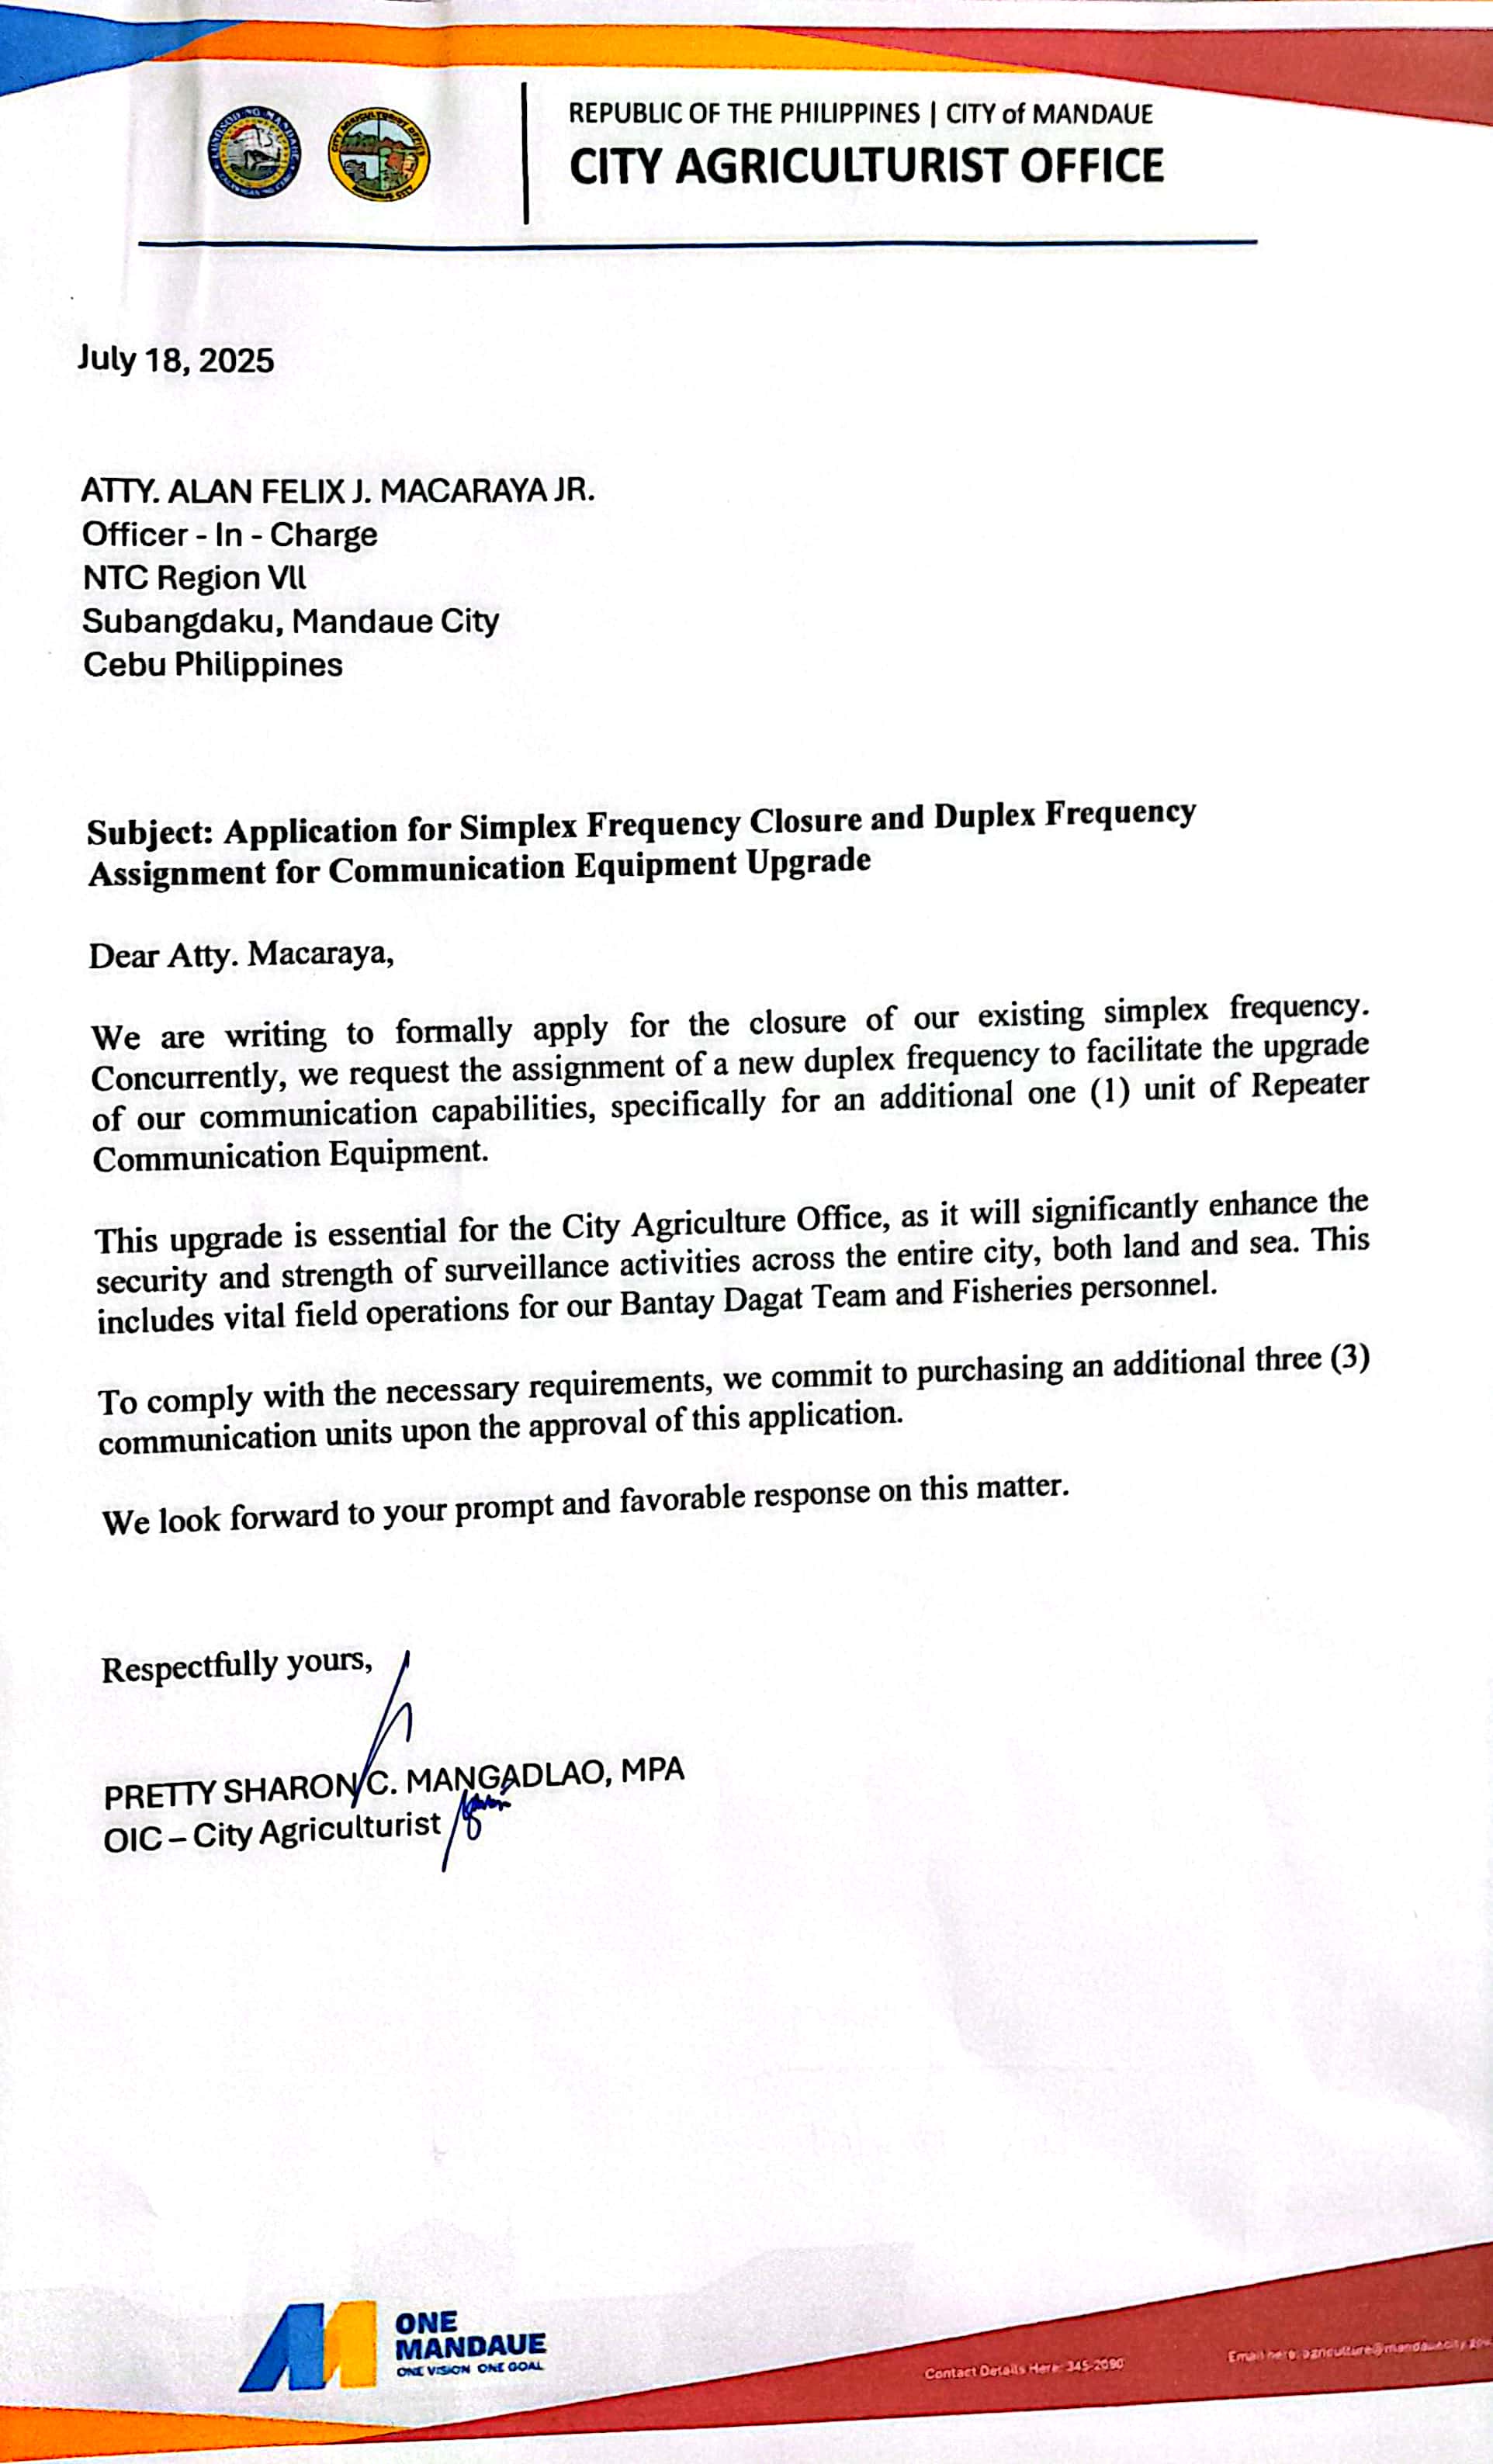 REPUBLIC OF THE PHILIPPINES | CITY of MANDAUE
CITY AGRICULTURIST OFFICE
July 18, 2025
ATTY. ALAN FELIX J. MACARAYA JR.
Officer - In - Charge
NTC Region Vll
Subangdaku, Mandaue City
Cebu Philippines
Subject: Application for Simplex Frequency Closure and Duplex Frequency
Assignment for Communication Equipment Upgrade
Dear Atty. Macaraya,
We are writing to formally apply for the closure of our existing simplex frequency.
Concurrently, we request the assignment of a new duplex frequency to facilitate the upgrade
of our communication capabilities, specifically for an additional one (1) unit of Repeater
Communication Equipment.
This upgrade is essential for the City Agriculture Office, as it will significantly enhance the
security and strength of surveillance activities across the entire city, both land and sea. This
includes vital field operations for our Bantay Dagat Team and Fisheries personnel.
To comply with the necessary requirements, we commit to purchasing an additional three (3)
communication units upon the approval of this application.
We look forward to your prompt and favorable response on this matter.
Respectfully yours,
PRETTY SHARON C. MANGADLAO, MPA
OIC – City Agriculturist
ONE
MANDAUE
ONE VISION ONE GOAL
Contact Details Here: 345-2090
Email here: agriculture@mandauecity.gov